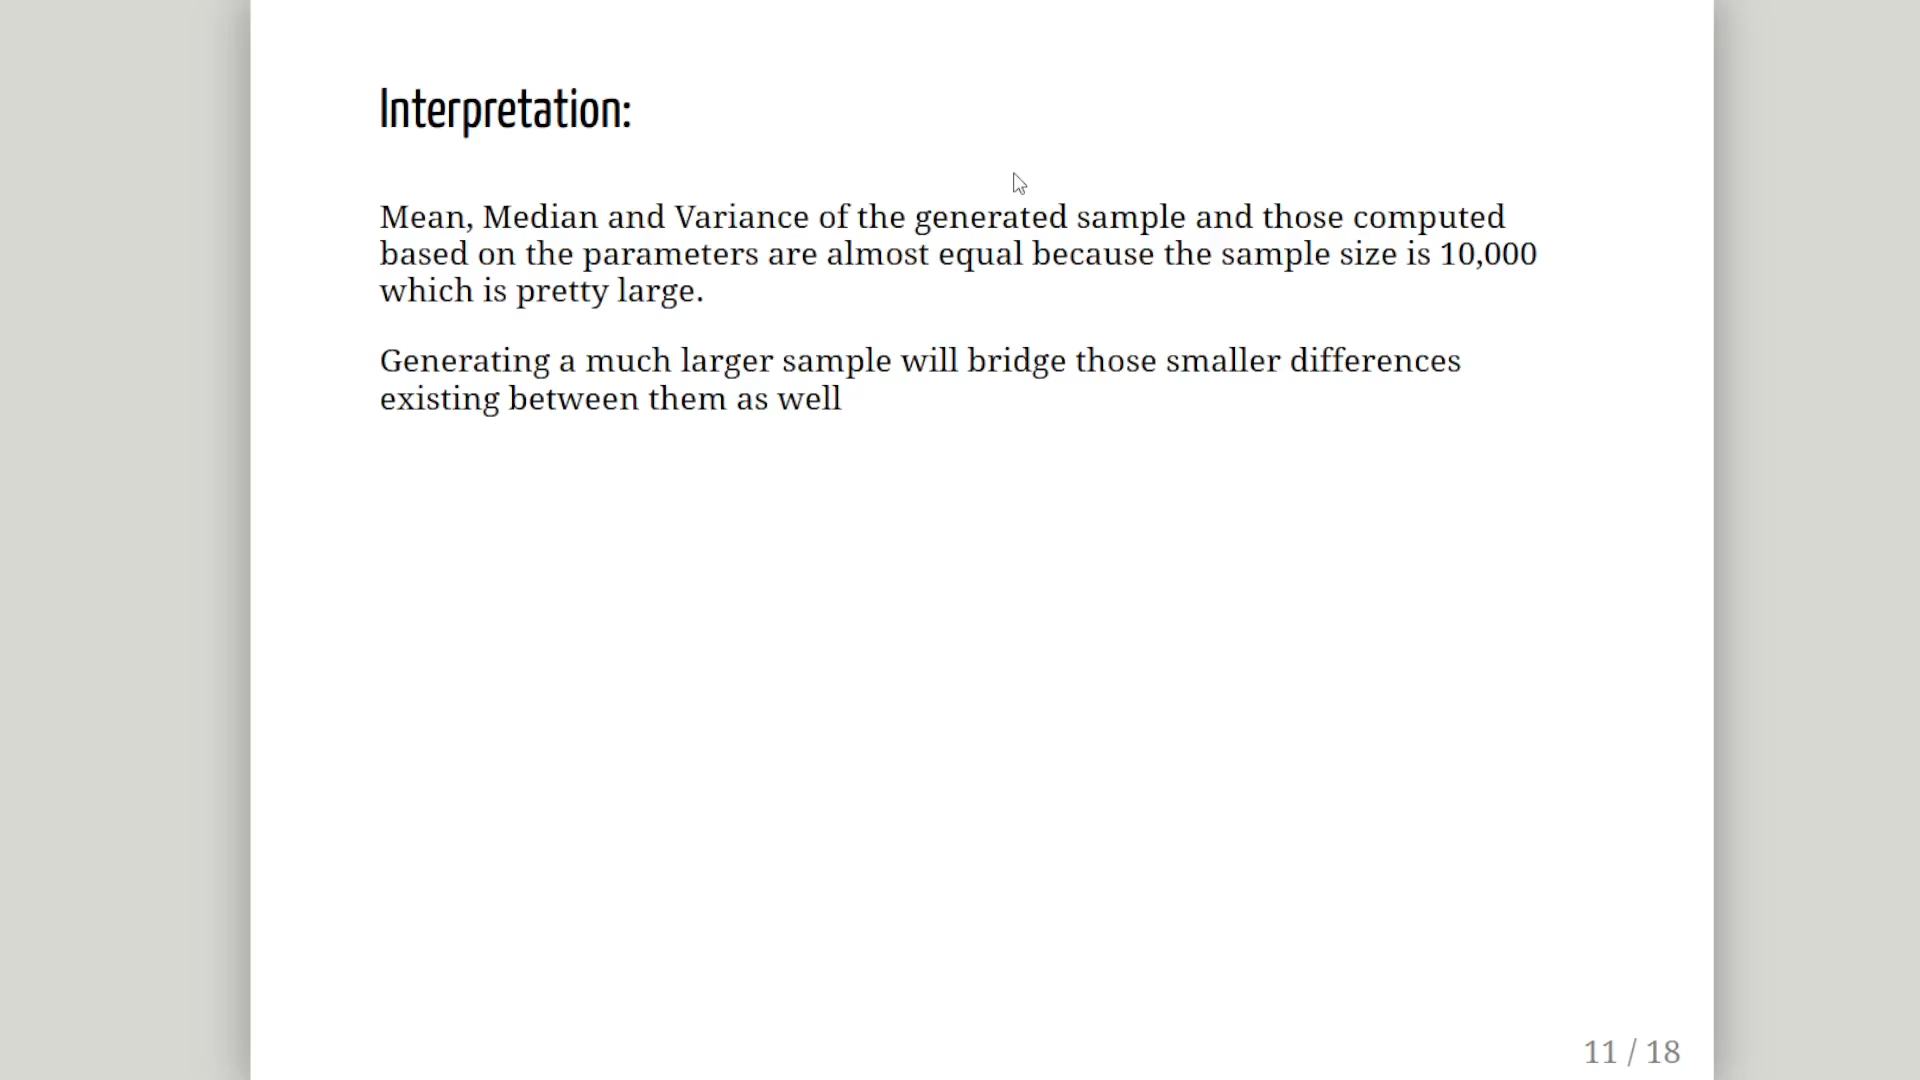 Interpretation:
Mean, Median and Variance of the generated sample and those computed
based on the parameters are almost equal because the sample size is 10,000
which is pretty large.
Generating a much larger sample will bridge those smaller differences
existing between them as well
11 / 18